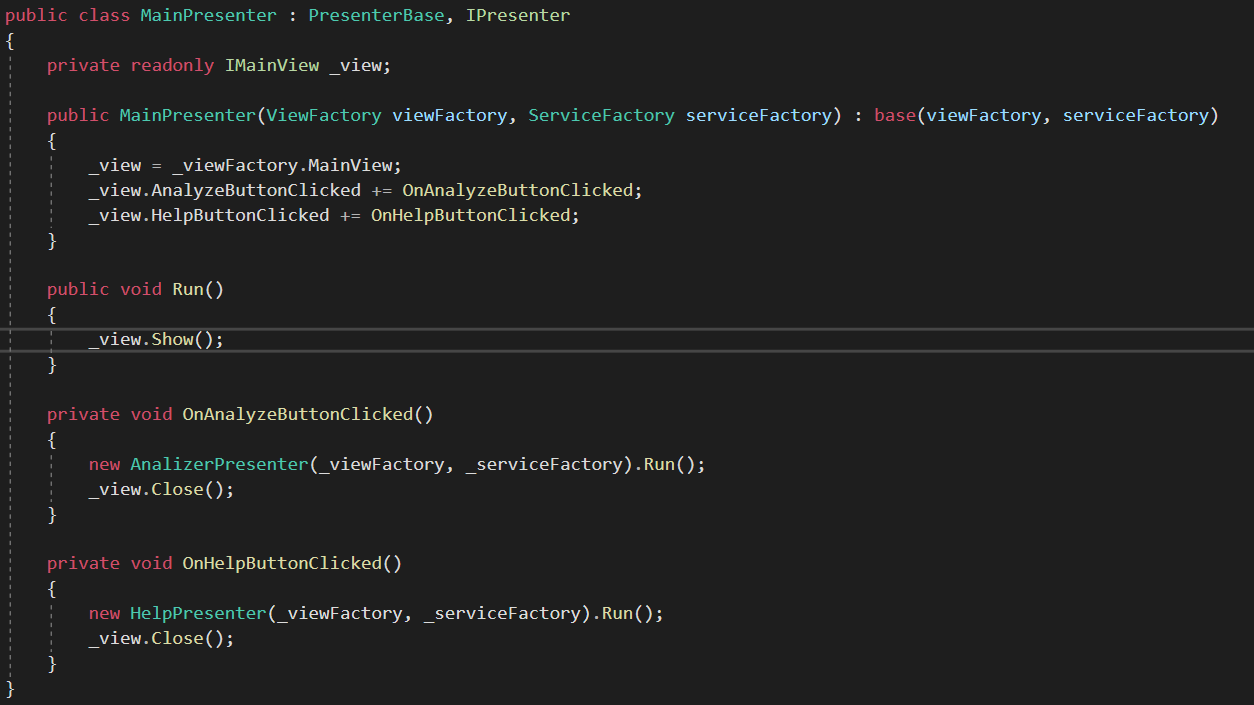 public class MainPresenter : PresenterBase, IPresenter
{
    private readonly IMainView _view;

    public MainPresenter(ViewFactory viewFactory, ServiceFactory serviceFactory) : base(viewFactory, serviceFactory)
    {
        _view = _viewFactory.MainView;
        _view.AnalyzeButtonClicked += OnAnalyzeButtonClicked;
        _view.HelpButtonClicked += OnHelpButtonClicked;
    }

    public void Run()
    {
        _view.Show();
    }

    private void OnAnalyzeButtonClicked()
    {
        new AnalizerPresenter(_viewFactory, _serviceFactory).Run();
        _view.Close();
    }

    private void OnHelpButtonClicked()
    {
        new HelpPresenter(_viewFactory, _serviceFactory).Run();
        _view.Close();
    }
}